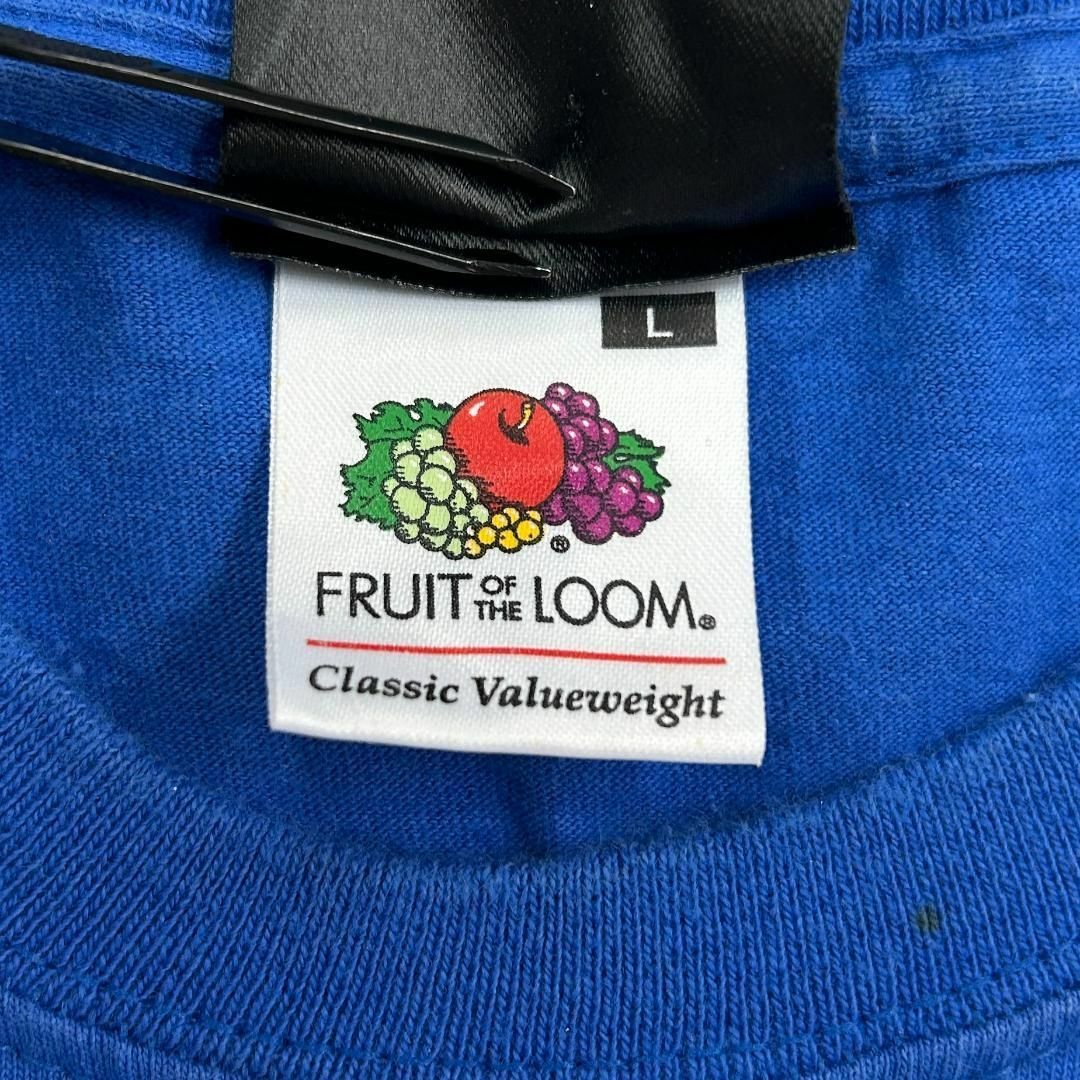 L
®
FRUIT OF THE LOOM®
Classic Valueweight